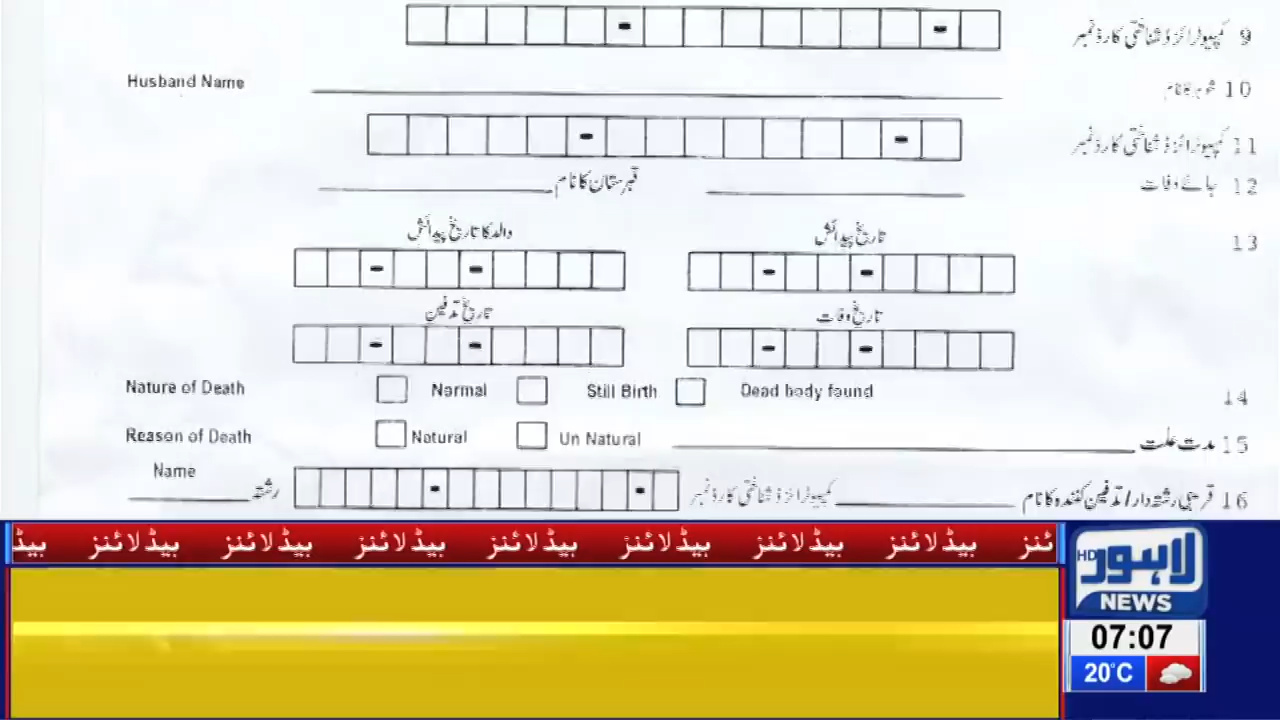 9 کمپیوٹرائزڈ شناختی کارڈ نمبر
Husband Name 10 شوہر کا نام
11 کمپیوٹرائزڈ شناختی کارڈ نمبر
12 جائے وفات قبرستان کا نام
13 تاریخ پیدائش والد کا تاریخ پیدائش
تاریخ وفات تاریخ تدفین
Nature of Death Normal Still Birth Dead body found 14
Reason of Death Natural Un Natural 15 مدت علت
Name
16 قریبی رشتہ دار/تدفین کنندہ کا نام کمپیوٹرائزڈ شناختی کارڈ نمبر رشتہ
ئنز ہیڈلائنز ہیڈلائنز ہیڈلائنز ہیڈلائنز ہیڈلائنز ہیڈلائنز ہیڈلائنز ہیڈ
لاہور HD
NEWS
07:07
20°C